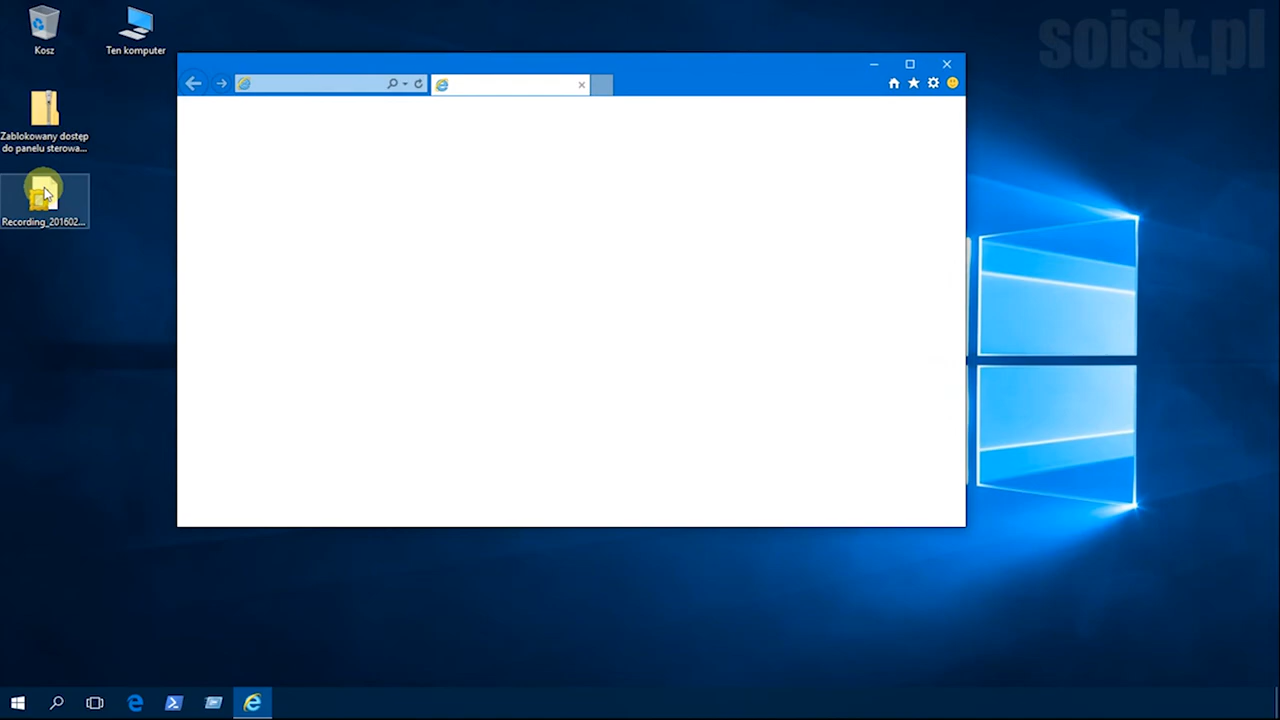 soisk.pl
Kosz
Ten komputer
Zablokowany dostęp
do panelu sterowa...
Recording_201602...